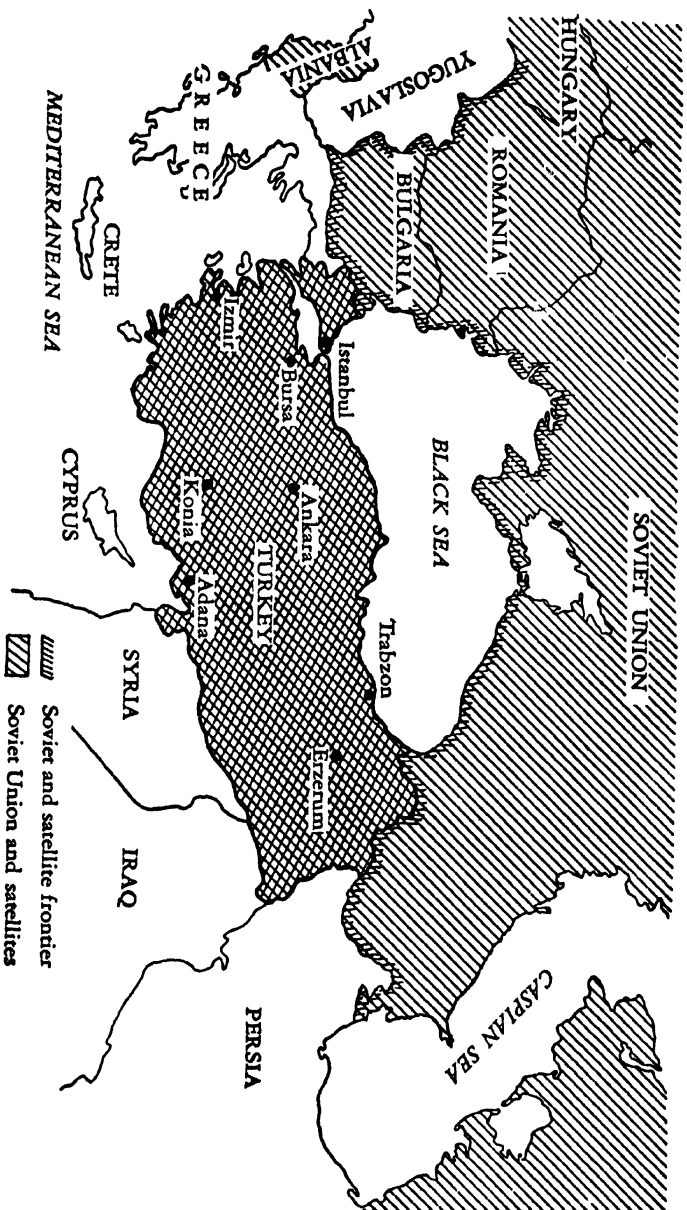 HUNGARY
YUGOSLAVIA
ALBANIA
ROMANIA
BULGARIA
GREECE
SOVIET UNION
BLACK SEA
CASPIAN SEA
Istanbul
Bursa
Izmir
Ankara
Trabzon
Erzerum
TURKEY
Konia
Adana
CRETE
MEDITERRANEAN SEA
CYPRUS
SYRIA
IRAQ
PERSIA
Soviet and satellite frontier
Soviet Union and satellites